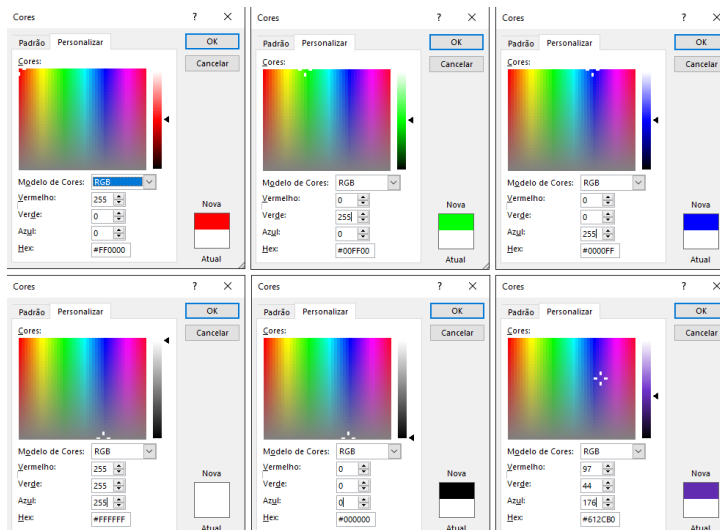 Cores ? ×
Padrão Personalizar OK
Cores: Cancelar
Modelo de Cores: RGB
Vermelho: 255 Nova
Verde: 0
Azul: 0
Hex: #FF0000 Atual
Cores ? ×
Padrão Personalizar OK
Cores: Cancelar
Modelo de Cores: RGB
Vermelho: 0 Nova
Verde: 255
Azul: 0
Hex: #00FF00 Atual
Cores ? ×
Padrão Personalizar OK
Cores: Cancelar
Modelo de Cores: RGB
Vermelho: 0 Nova
Verde: 0
Azul: 255
Hex: #0000FF Atual
Cores ? ×
Padrão Personalizar OK
Cores: Cancelar
Modelo de Cores: RGB
Vermelho: 255 Nova
Verde: 255
Azul: 255
Hex: #FFFFFF Atual
Cores ? ×
Padrão Personalizar OK
Cores: Cancelar
Modelo de Cores: RGB
Vermelho: 0 Nova
Verde: 0
Azul: 0
Hex: #000000 Atual
Cores ? ×
Padrão Personalizar OK
Cores: Cancelar
Modelo de Cores: RGB
Vermelho: 97 Nova
Verde: 44
Azul: 176
Hex: #612CB0 Atual